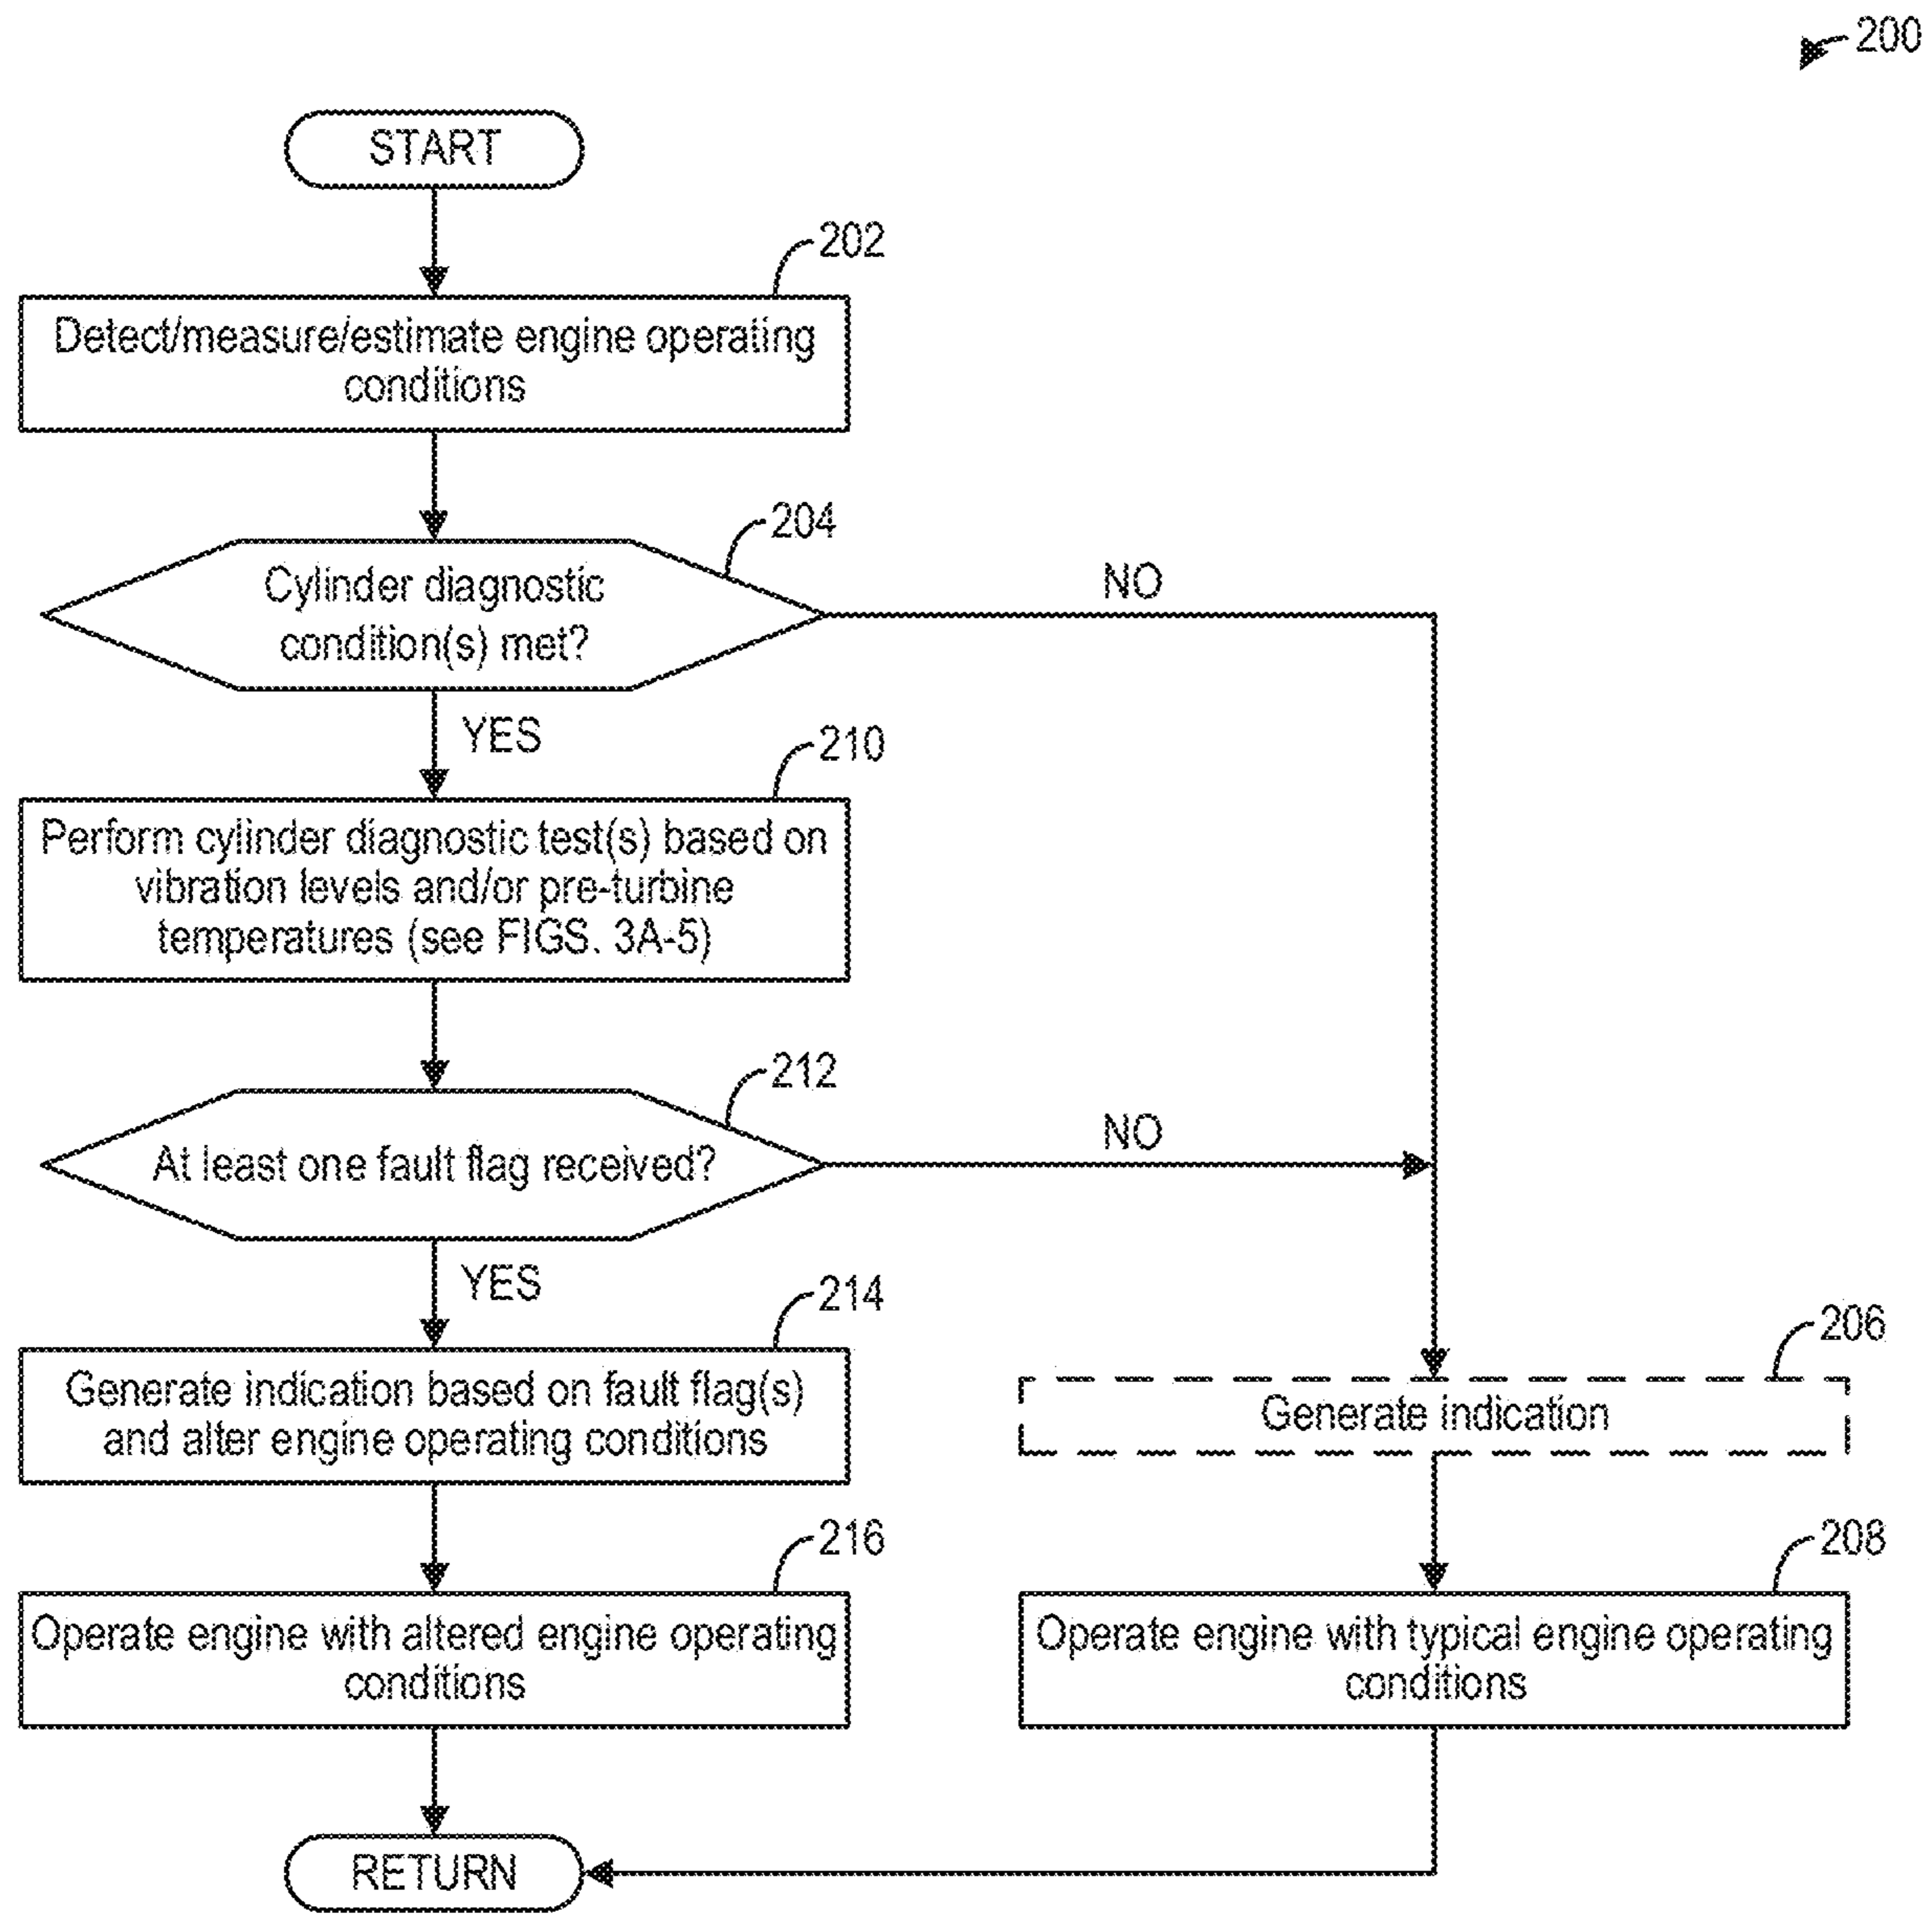 200
START
202
Detect/measure/estimate engine operating
conditions
204
Cylinder diagnostic
condition(s) met?
NO
YES
210
Perform cylinder diagnostic test(s) based on
vibration levels and/or pre-turbine
temperatures (see FIGS. 3A-5)
212
At least one fault flag received?
NO
YES
214
Generate indication based on fault flag(s)
and alter engine operating conditions
206
Generate indication
216
Operate engine with altered engine operating
conditions
208
Operate engine with typical engine operating
conditions
RETURN